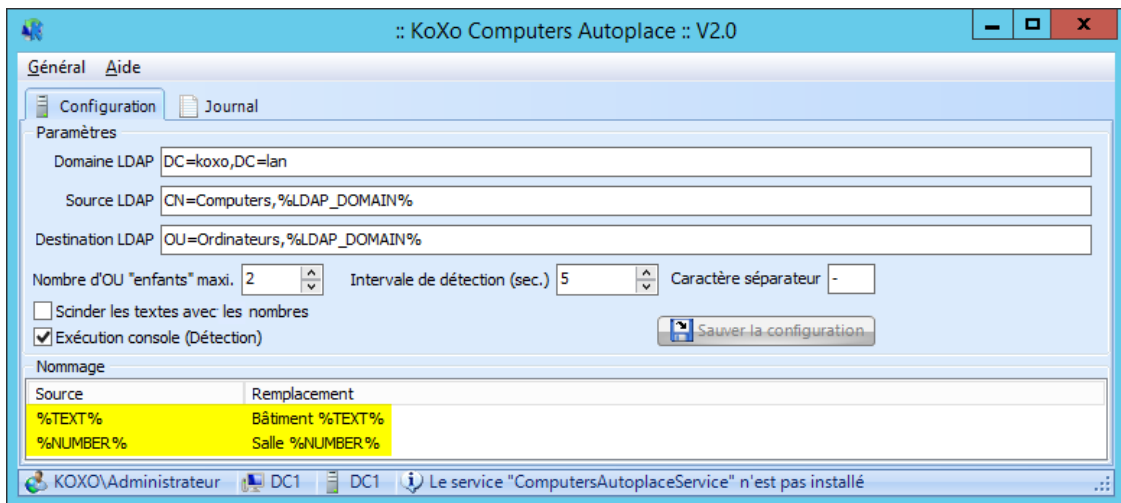 :: KoXo Computers Autoplace :: V2.0
Général Aide
Configuration Journal
Paramètres
Domaine LDAP DC=koxo,DC=lan
Source LDAP CN=Computers,%LDAP_DOMAIN%
Destination LDAP OU=Ordinateurs,%LDAP_DOMAIN%
Nombre d'OU "enfants" maxi. 2 Intervale de détection (sec.) 5 Caractère séparateur -
Scinder les textes avec les nombres
Exécution console (Détection) Sauver la configuration
Nommage
Source Remplacement
%TEXT% Bâtiment %TEXT%
%NUMBER% Salle %NUMBER%
KOXO\Administrateur DC1 DC1 Le service "ComputersAutoplaceService" n'est pas installé